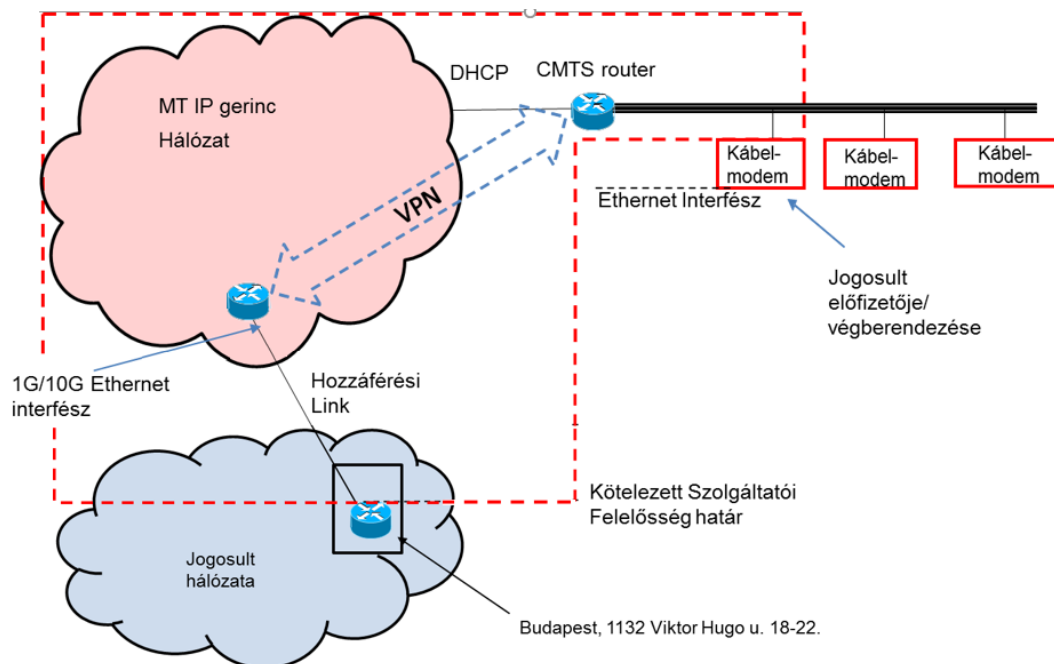 DHCP
CMTS router
MT IP gerinc
Hálózat
VPN
Kábel-
modem
Kábel-
modem
Kábel-
modem
Ethernet Interfész
Jogosult
előfizetője/
végberendezése
1G/10G Ethernet
interfész
Hozzáférési
Link
Kötelezett Szolgáltatói
Felelősség határ
Jogosult
hálózata
Budapest, 1132 Viktor Hugo u. 18-22.